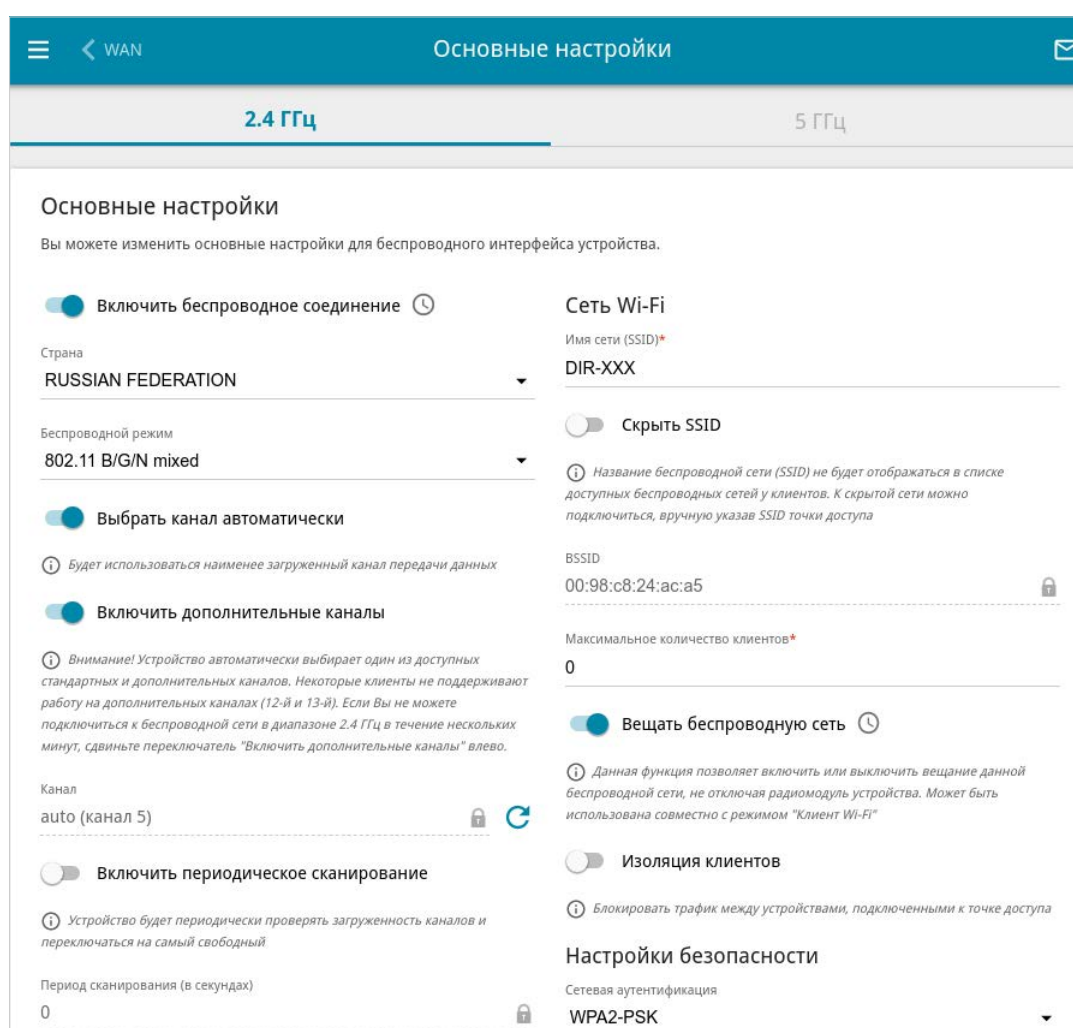 WAN
Основные настройки
2.4 ГГц
5 ГГц
Основные настройки
Вы можете изменить основные настройки для беспроводного интерфейса устройства.
Включить беспроводное соединение
Страна
RUSSIAN FEDERATION
Беспроводной режим
802.11 B/G/N mixed
Выбрать канал автоматически
Будет использоваться наименее загруженный канал передачи данных
Включить дополнительные каналы
Внимание! Устройство автоматически выбирает один из доступных
стандартных и дополнительных каналов. Некоторые клиенты не поддерживают
работу на дополнительных каналах (12-й и 13-й). Если Вы не можете
подключиться к беспроводной сети в диапазоне 2.4 ГГц в течение нескольких
минут, сдвиньте переключатель "Включить дополнительные каналы" влево.
Канал
auto (канал 5)
Включить периодическое сканирование
Устройство будет периодически проверять загруженность каналов и
переключаться на самый свободный
Период сканирования (в секундах)
0
Сеть Wi-Fi
Имя сети (SSID)*
DIR-XXX
Скрыть SSID
Название беспроводной сети (SSID) не будет отображаться в списке
доступных беспроводных сетей у клиентов. К скрытой сети можно
подключиться, вручную указав SSID точки доступа
BSSID
00:98:c8:24:ac:a5
Максимальное количество клиентов*
0
Вещать беспроводную сеть
Данная функция позволяет включить или выключить вещание данной
беспроводной сети, не отключая радиомодуль устройства. Может быть
использована совместно с режимом "Клиент Wi-Fi"
Изоляция клиентов
Блокировать трафик между устройствами, подключенными к точке доступа
Настройки безопасности
Сетевая аутентификация
WPA2-PSK